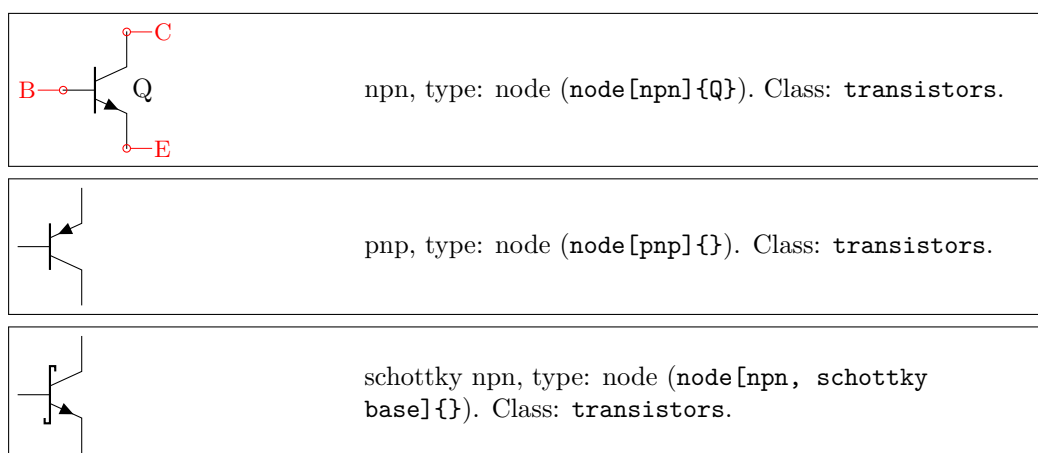 C
B
Q
E
npn, type: node (node[npn]{Q}). Class: transistors.
pnp, type: node (node[pnp]{}). Class: transistors.
schottky npn, type: node (node[npn, schottky
base]{}). Class: transistors.